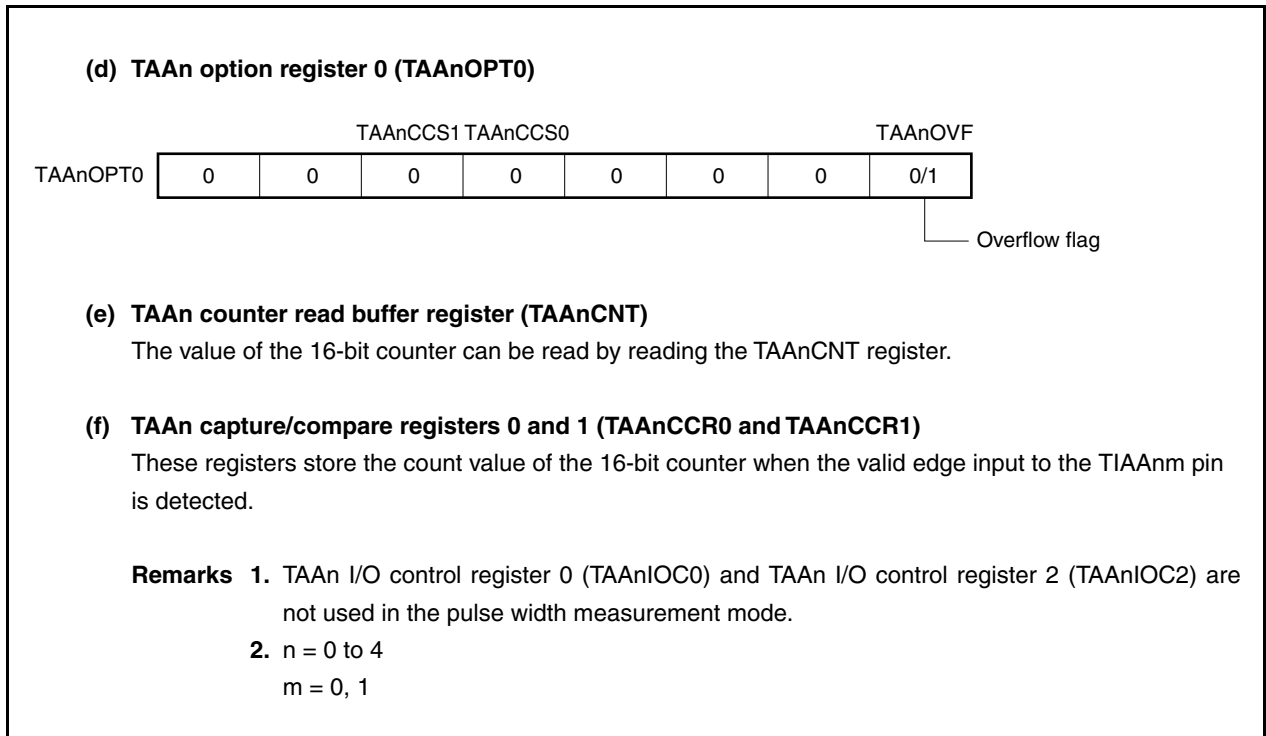 (d) TAAn option register 0 (TAAnOPT0)
TAAnCCS1 TAAnCCS0 TAAnOVF
TAAnOPT0 0 0 0 0 0 0 0 0/1
Overflow flag
(e) TAAn counter read buffer register (TAAnCNT)
The value of the 16-bit counter can be read by reading the TAAnCNT register.
(f) TAAn capture/compare registers 0 and 1 (TAAnCCR0 and TAAnCCR1)
These registers store the count value of the 16-bit counter when the valid edge input to the TIAAnm pin
is detected.
Remarks 1. TAAn I/O control register 0 (TAAnIOC0) and TAAn I/O control register 2 (TAAnIOC2) are
not used in the pulse width measurement mode.
2. n = 0 to 4
m = 0, 1